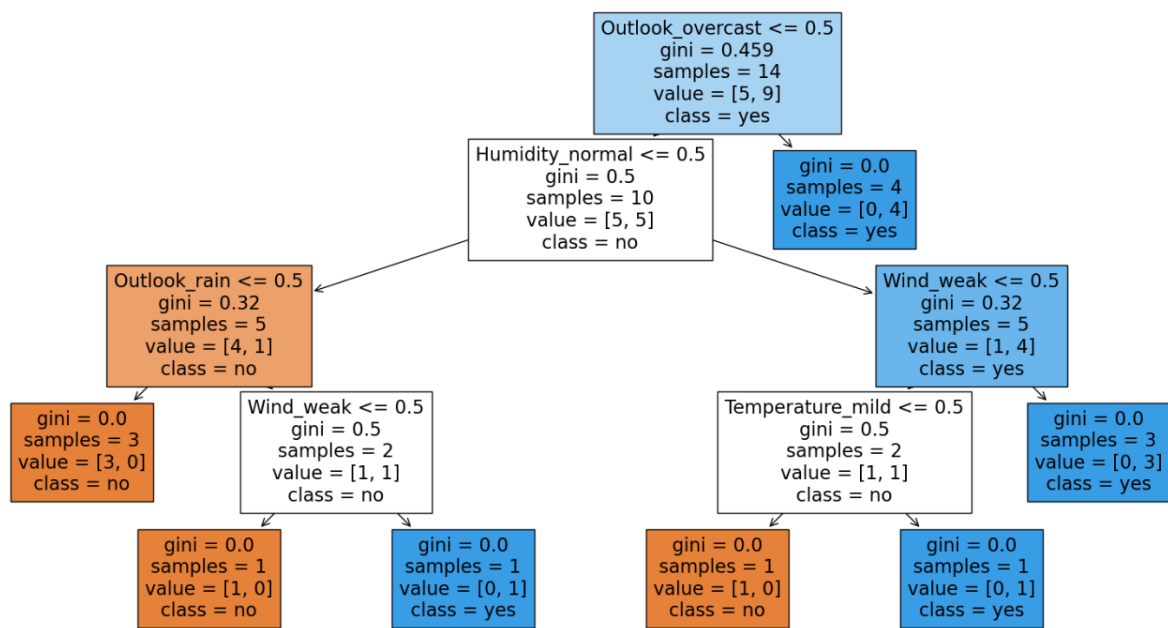 Outlook_overcast <= 0.5
gini = 0.459
samples = 14
value = [5, 9]
class = yes
Humidity_normal <= 0.5
gini = 0.5
samples = 10
value = [5, 5]
class = no
gini = 0.0
samples = 4
value = [0, 4]
class = yes
Outlook_rain <= 0.5
gini = 0.32
samples = 5
value = [4, 1]
class = no
Wind_weak <= 0.5
gini = 0.32
samples = 5
value = [1, 4]
class = yes
gini = 0.0
samples = 3
value = [3, 0]
class = no
Wind_weak <= 0.5
gini = 0.5
samples = 2
value = [1, 1]
class = no
Temperature_mild <= 0.5
gini = 0.5
samples = 2
value = [1, 1]
class = no
gini = 0.0
samples = 3
value = [0, 3]
class = yes
gini = 0.0
samples = 1
value = [1, 0]
class = no
gini = 0.0
samples = 1
value = [0, 1]
class = yes
gini = 0.0
samples = 1
value = [1, 0]
class = no
gini = 0.0
samples = 1
value = [0, 1]
class = yes